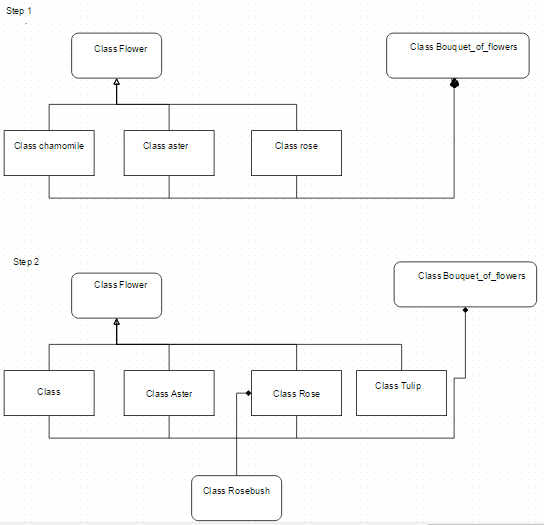 Step 1
Class Flower
Class Bouquet_of_flowers
Class chamomile
Class aster
Class rose
Step 2
Class Flower
Class Bouquet_of_flowers
Class
Class Aster
Class Rose
Class Tulip
Class Rosebush